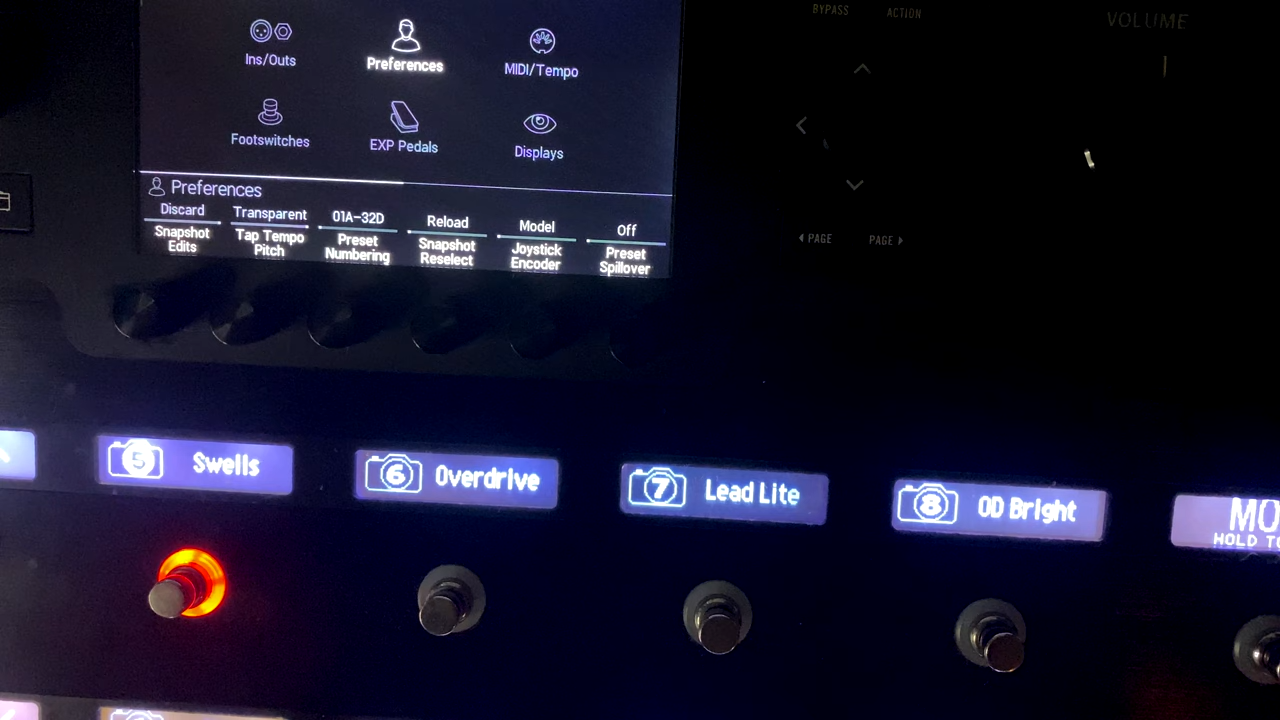 BYPASS
ACTION
VOLUME
Ins/Outs
Preferences
MIDI/Tempo
Footswitches
EXP Pedals
Displays
Preferences
Discard
Transparent
01A-32D
Reload
Model
Off
Snapshot
Edits
Tap Tempo
Pitch
Preset
Numbering
Snapshot
Reselect
Joystick
Encoder
Preset
Spillover
PAGE
PAGE
5 Swells
6 Overdrive
7 Lead Lite
8 OD Bright